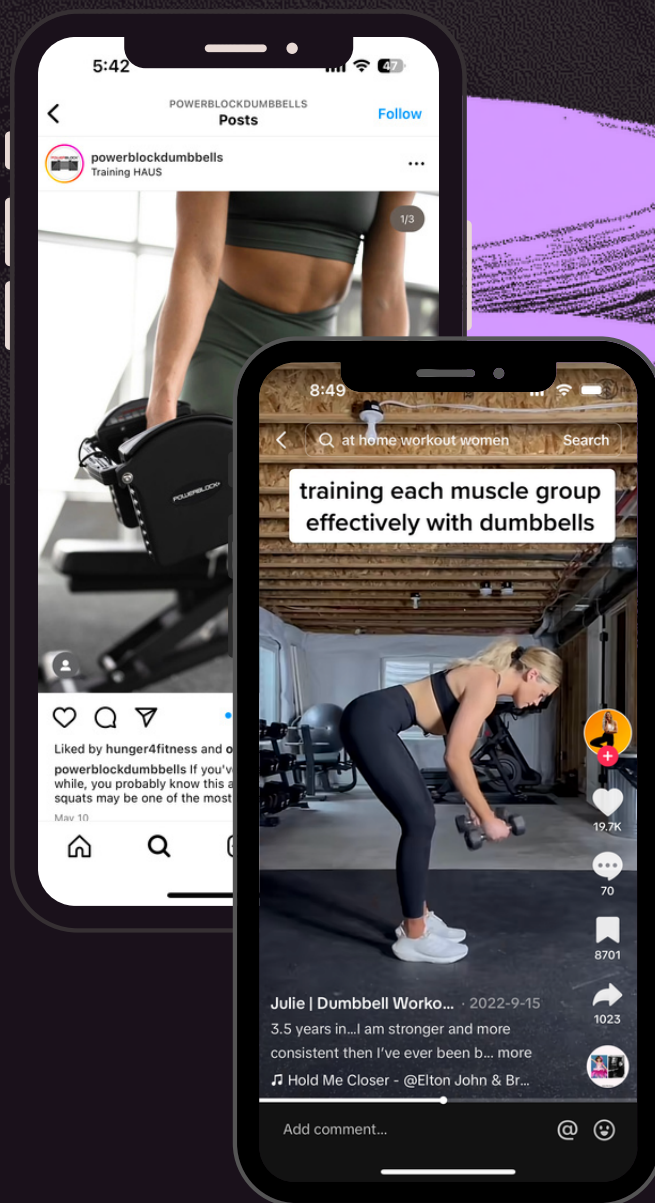 5:42
47
POWERBLOCKDUMBBELLS
Posts
Follow
powerblockdumbbells
Training HAUS
1/3
POWERBLOCK
Liked by hunger4fitness and o
powerblockdumbbells If you'v
while, you probably know this a
squats may be one of the most
May 10
8:49
at home workout women
Search
training each muscle group
effectively with dumbbells
19.7K
70
8701
1023
Julie | Dumbbell Worko... · 2022-9-15
3.5 years in...I am stronger and more
consistent then I've ever been b... more
Hold Me Closer - @Elton John & Br...
Add comment...
@